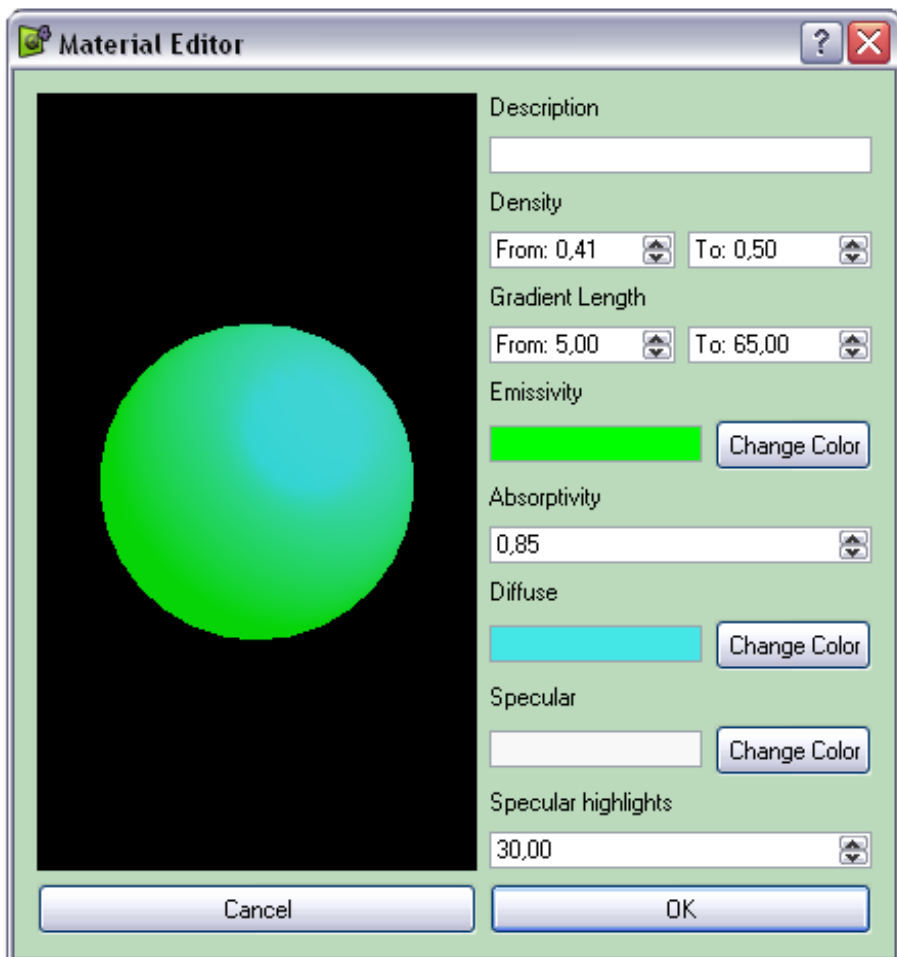 Material Editor
Description
Density
From: 0,41 To: 0,50
Gradient Length
From: 5,00 To: 65,00
Emissivity
Change Color
Absorptivity
0,85
Diffuse
Change Color
Specular
Change Color
Specular highlights
30,00
Cancel OK